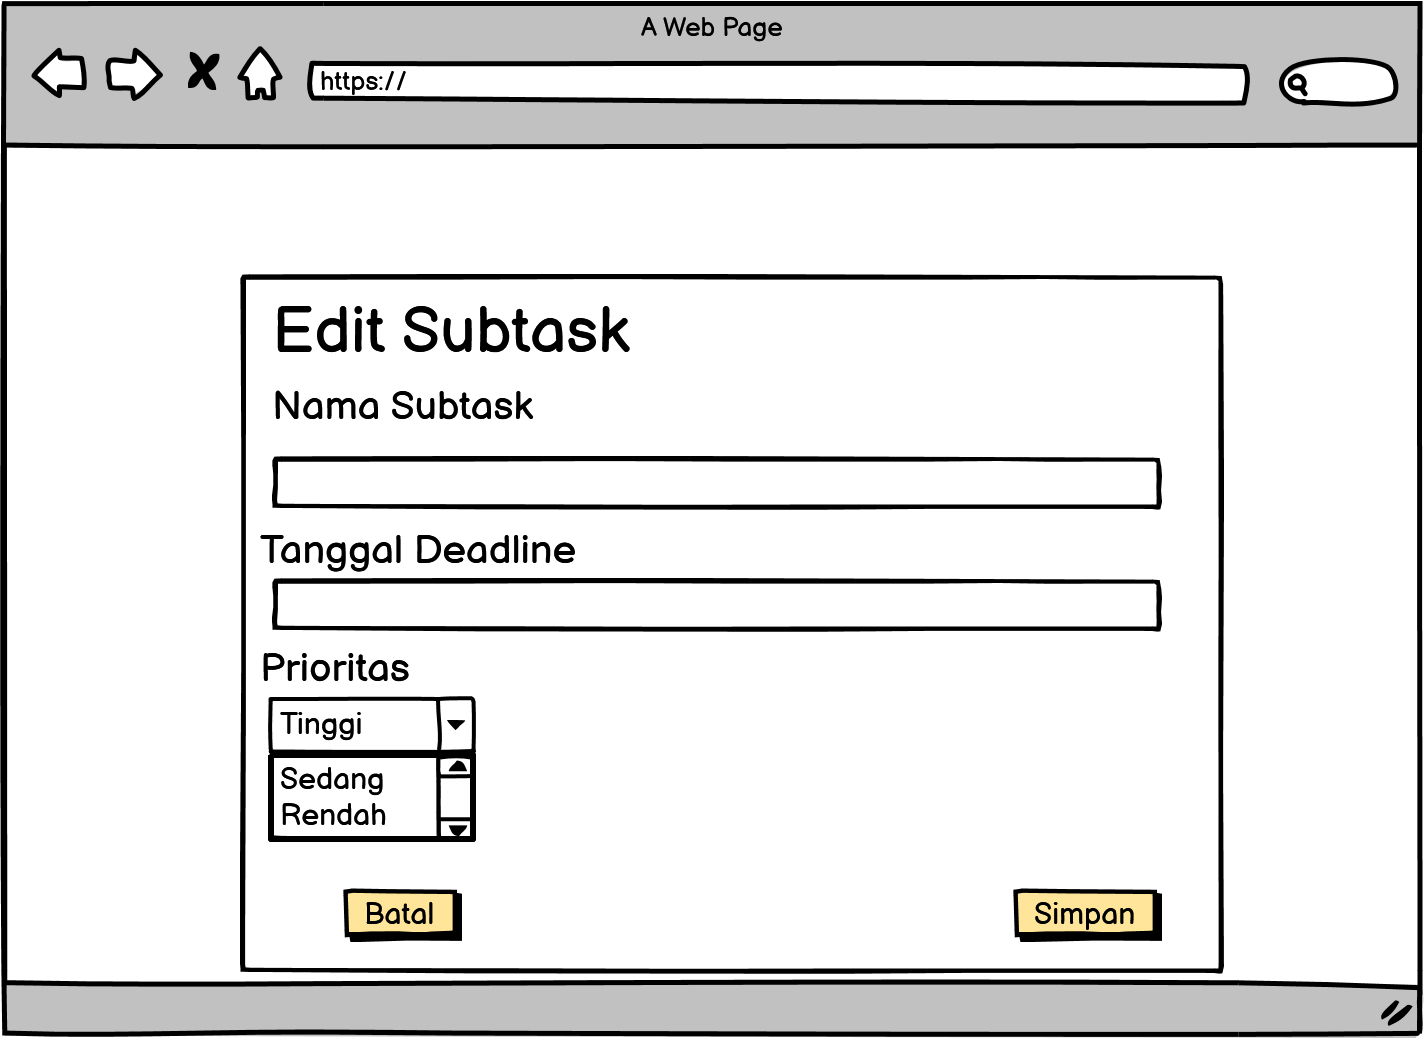 A Web Page
https://
Edit Subtask
Nama Subtask
Tanggal Deadline
Prioritas
Tinggi
Sedang
Rendah
Batal
Simpan